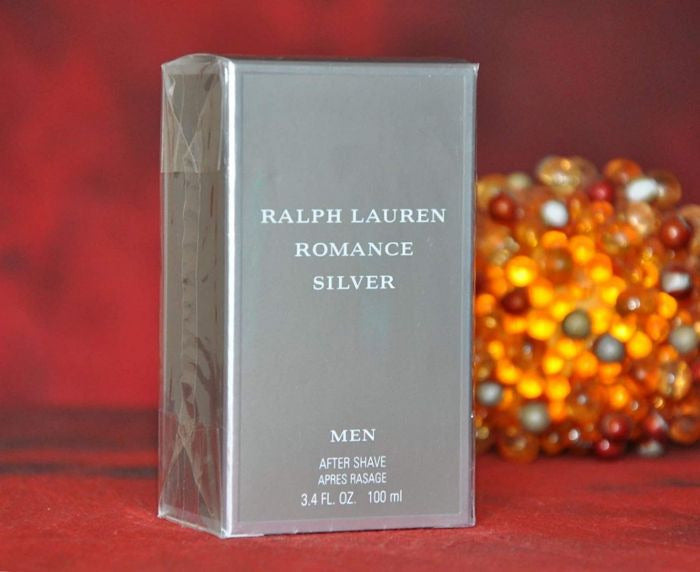 RALPH LAUREN
ROMANCE
SILVER
MEN
AFTER SHAVE
APRES RASAGE
3.4 FL. OZ. 100 ml